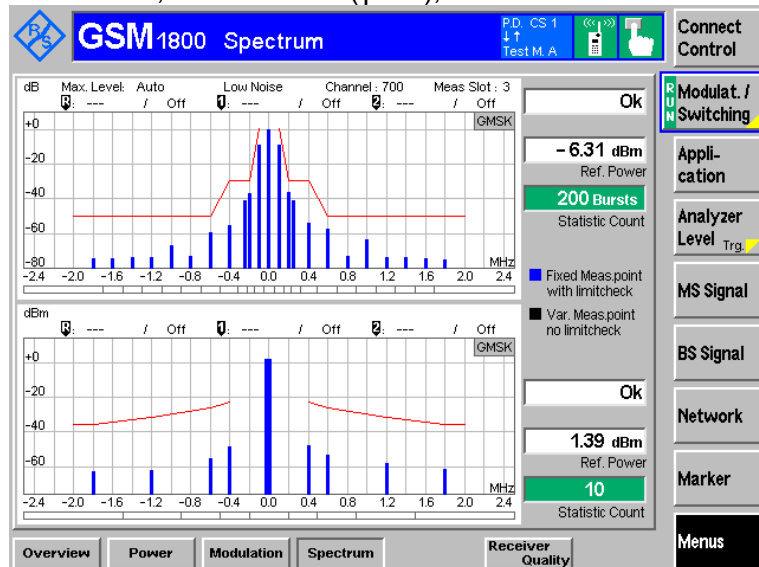 GSM 1800 Spectrum
P.D. CS 1
↓↑
Test M. A
Connect
Control
dB Max. Level: Auto Low Noise Channel : 700 Meas Slot : 3
R: --- / Off 1: --- / Off 2: --- / Off
GMSK
+0
-20
-40
-60
-80
MHz
-2.4 -2.0 -1.6 -1.2 -0.8 -0.4 0.0 0.4 0.8 1.2 1.6 2.0 2.4
Ok
- 6.31 dBm
Ref. Power
200 Bursts
Statistic Count
Fixed Meas.point
with limitcheck
Var. Meas.point
no limitcheck
dBm
R: --- / Off 1: --- / Off 2: --- / Off
GMSK
+0
-20
-40
-60
MHz
-2.4 -2.0 -1.6 -1.2 -0.8 -0.4 0.0 0.4 0.8 1.2 1.6 2.0 2.4
Ok
1.39 dBm
Ref. Power
10
Statistic Count
RUN
Modulat. /
Switching
Appli-
cation
Analyzer
Level Trg.
MS Signal
BS Signal
Network
Marker
Menus
Overview Power Modulation Spectrum Receiver
Quality